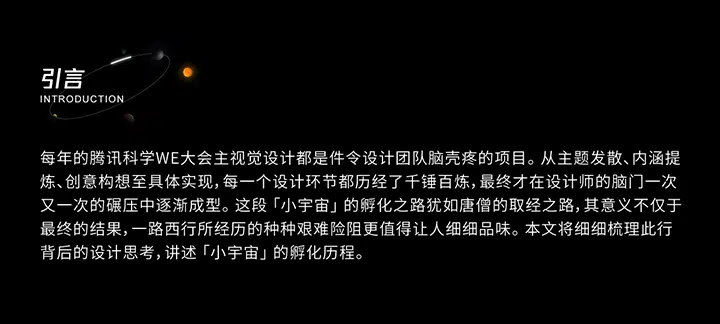 引言
INTRODUCTION
每年的腾讯科学WE大会主视觉设计都是件令设计团队脑壳疼的项目。从主题发散、内涵提
炼、创意构想至具体实现，每一个设计环节都历经了千锤百炼，最终才在设计师的脑门一次
又一次的碾压中逐渐成型。这段「小宇宙」的孵化之路犹如唐僧的取经之路，其意义不仅于
最终的结果，一路西行所经历的种种艰难险阻更值得让人细细品味。本文将细细梳理此行
背后的设计思考，讲述「小宇宙」的孵化历程。